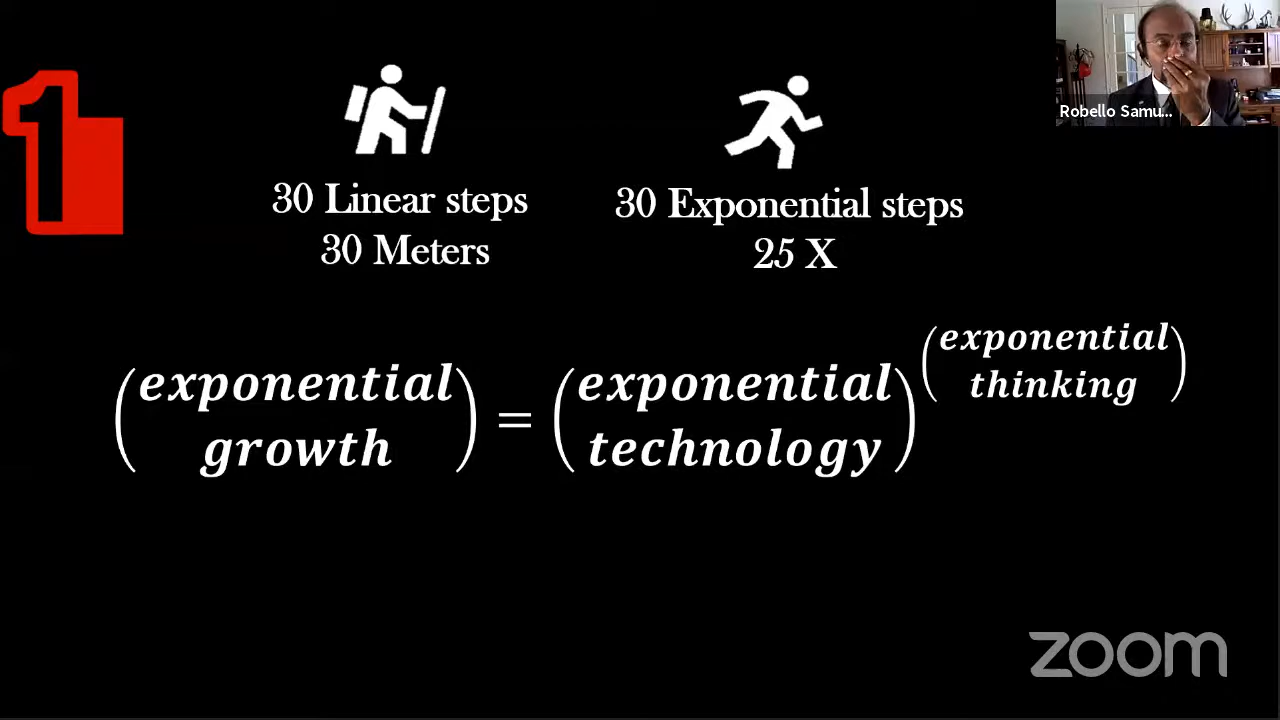 1
Robello Samu...
30 Linear steps
30 Meters
30 Exponential steps
25 X
(exponential growth) = (exponential technology)^(exponential thinking)
zoom